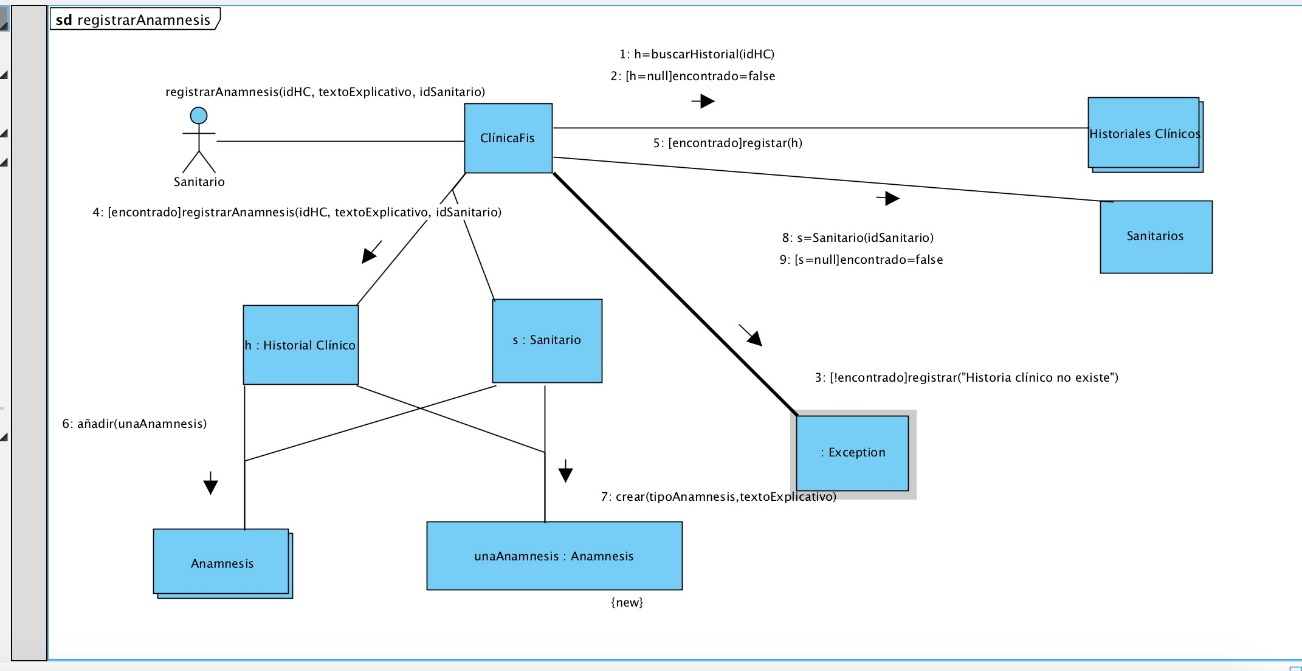 sd registrarAnamnesis
1: h=buscarHistorial(idHC)
2: [h=null]encontrado=false
registrarAnamnesis(idHC, textoExplicativo, idSanitario)
ClínicaFis
Historiales Clínicos
5: [encontrado]registar(h)
Sanitario
4: [encontrado]registrarAnamnesis(idHC, textoExplicativo, idSanitario)
8: s=Sanitario(idSanitario)
9: [s=null]encontrado=false
Sanitarios
h : Historial Clínico
s : Sanitario
3: [!encontrado]registrar("Historia clínico no existe")
6: añadir(unaAnamnesis)
: Exception
7: crear(tipoAnamnesis,textoExplicativo)
Anamnesis
unaAnamnesis : Anamnesis
{new}